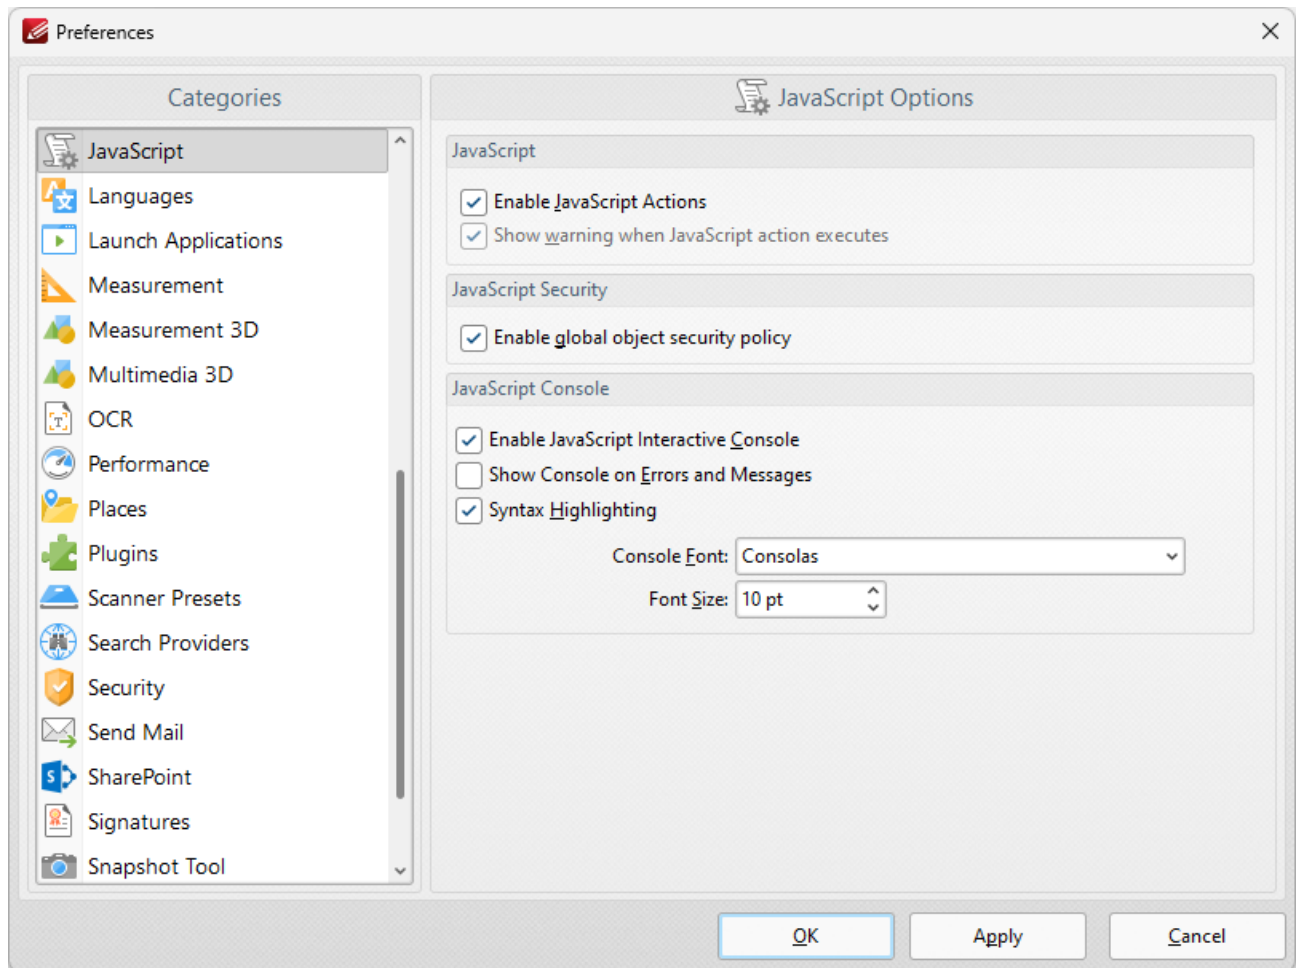 Preferences
Categories
JavaScript
Languages
Launch Applications
Measurement
Measurement 3D
Multimedia 3D
OCR
Performance
Places
Plugins
Scanner Presets
Search Providers
Security
Send Mail
SharePoint
Signatures
Snapshot Tool
JavaScript Options
JavaScript
Enable JavaScript Actions
Show warning when JavaScript action executes
JavaScript Security
Enable global object security policy
JavaScript Console
Enable JavaScript Interactive Console
Show Console on Errors and Messages
Syntax Highlighting
Console Font: Consolas
Font Size: 10 pt
OK Apply Cancel